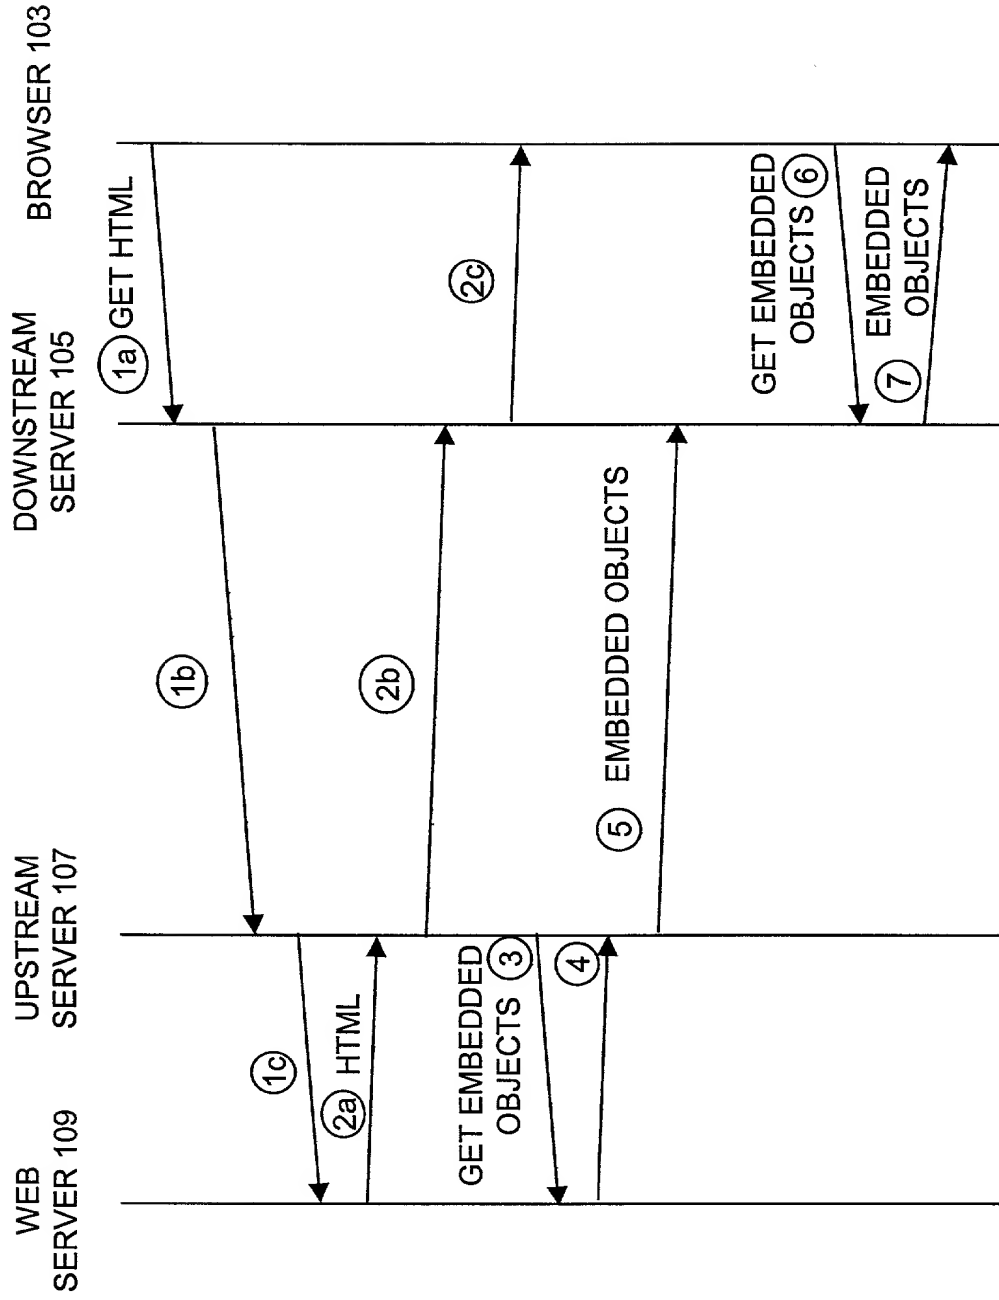 WEB
SERVER 109
UPSTREAM
SERVER 107
DOWNSTREAM
SERVER 105
BROWSER 103
1a GET HTML
1b
1c
2a HTML
2b
2c
GET EMBEDDED
OBJECTS 3
4
5 EMBEDDED OBJECTS
GET EMBEDDED
OBJECTS 6
7 EMBEDDED
OBJECTS